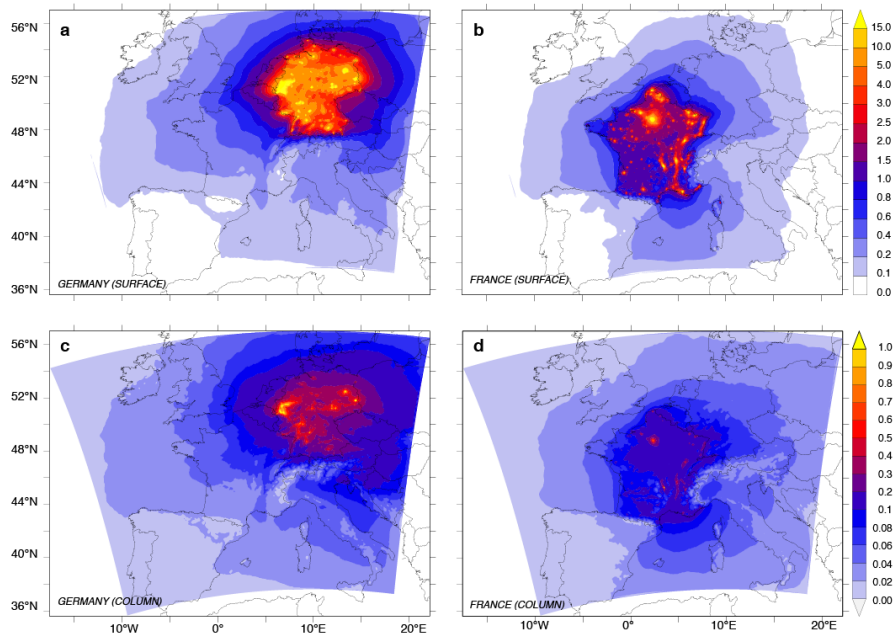 a
56°N
52°N
48°N
44°N
40°N
36°N
GERMANY (SURFACE)
b
FRANCE (SURFACE)
15.0
10.0
5.0
4.0
3.0
2.5
2.0
1.5
1.0
0.8
0.6
0.4
0.2
0.1
0.0
c
56°N
52°N
48°N
44°N
40°N
36°N
GERMANY (COLUMN)
10°W
0°
10°E
20°E
d
FRANCE (COLUMN)
10°W
0°
10°E
20°E
1.0
0.9
0.8
0.7
0.6
0.5
0.4
0.3
0.2
0.1
0.08
0.06
0.04
0.02
0.00